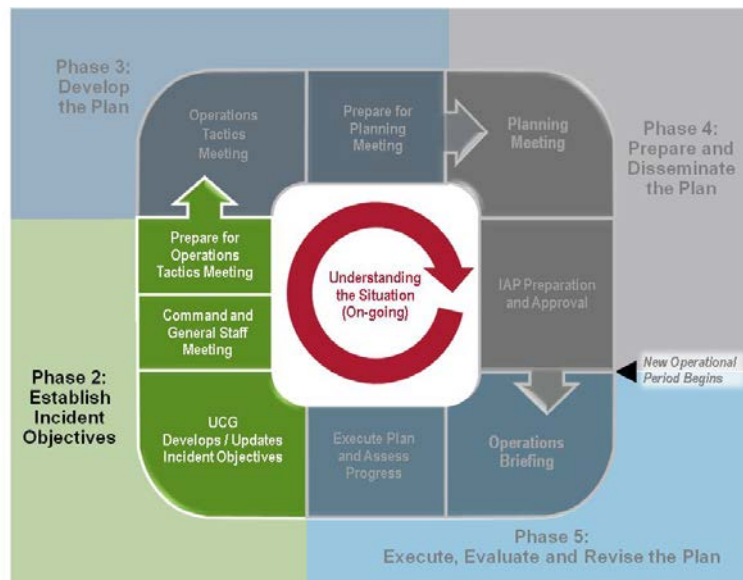 Phase 3:
Develop
the Plan
Operations
Tactics
Meeting
Prepare for
Planning
Meeting
Planning
Meeting
Phase 4:
Prepare and
Disseminate
the Plan
Prepare for
Operations
Tactics Meeting
Understanding
the Situation
(On-going)
IAP Preparation
and Approval
Command and
General Staff
Meeting
New Operational
Period Begins
Phase 2:
Establish
Incident
Objectives
UCG
Develops / Updates
Incident Objectives
Execute Plan
and Assess
Progress
Operations
Briefing
Phase 5:
Execute, Evaluate and Revise the Plan